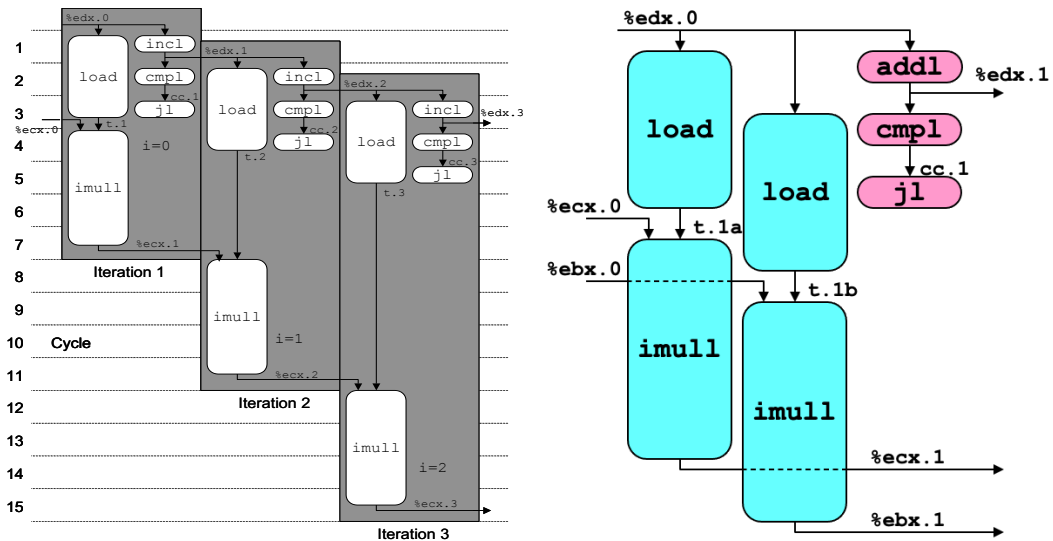 %edx.0
1
incl
%edx.1
2
load
cmpl
incl
%edx.2
cc.1
3
jl
load
cmpl
incl
%edx.3
%ecx.0
t.1
cc.2
4
i=0
jl
load
cmpl
t.2
cc.3
5
imull
jl
t.3
6
7
%ecx.1
Iteration 1
8
9
imull
10
Cycle
i=1
11
%ecx.2
Iteration 2
12
13
imull
14
i=2
15
%ecx.3
Iteration 3
%edx.0
addl
%edx.1
load
cmpl
cc.1
load
jl
%ecx.0
t.1a
%ebx.0
t.1b
imull
imull
%ecx.1
%ebx.1